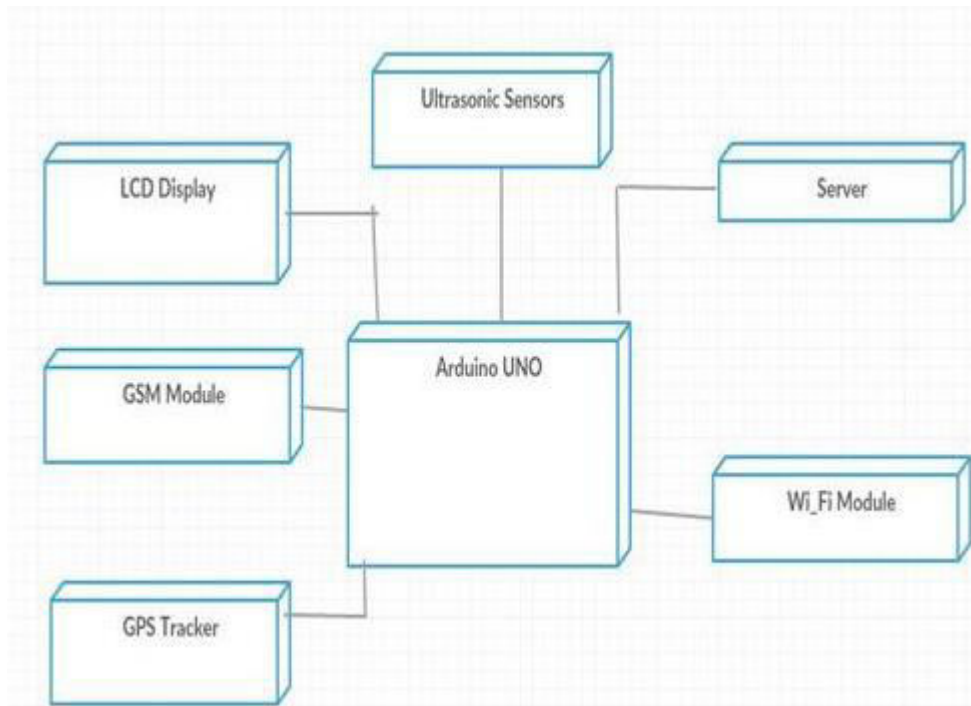 Ultrasonic Sensors
LCD Display
Server
Arduino UNO
GSM Module
Wi_Fi Module
GPS Tracker